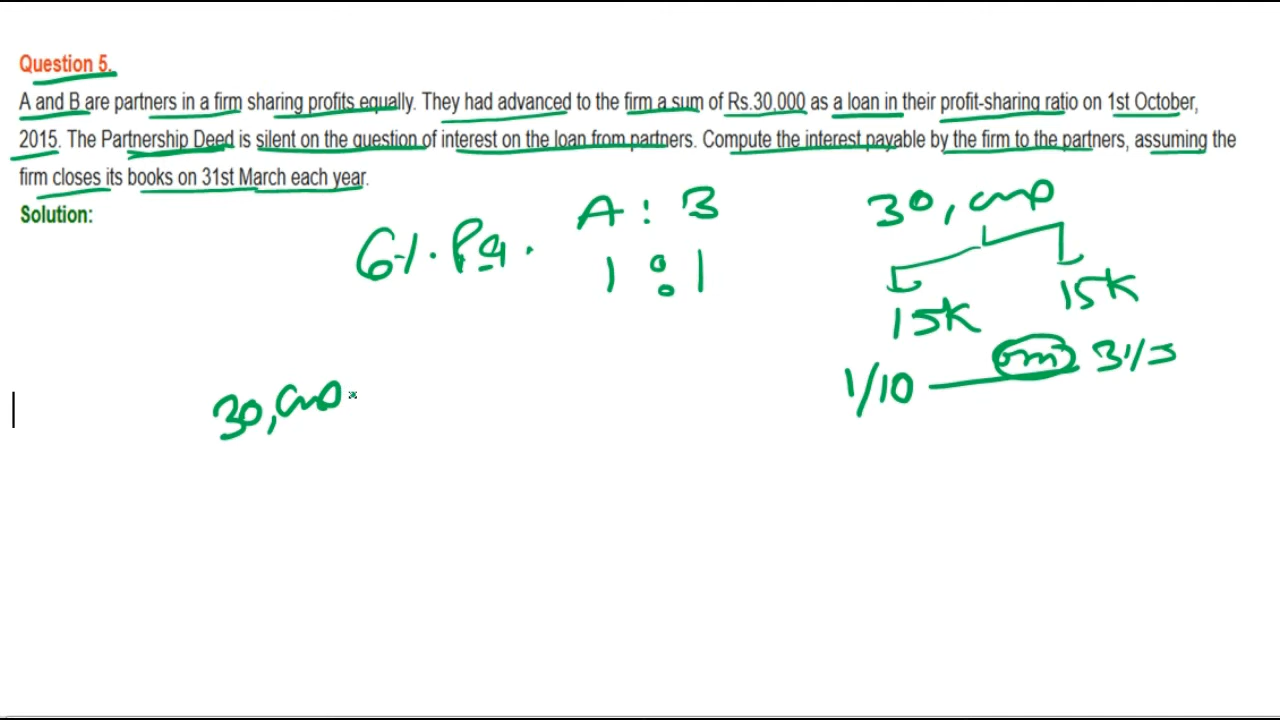 Question 5.
A and B are partners in a firm sharing profits equally. They had advanced to the firm a sum of Rs.30,000 as a loan in their profit-sharing ratio on 1st October,
2015. The Partnership Deed is silent on the question of interest on the loan from partners. Compute the interest payable by the firm to the partners, assuming the
firm closes its books on 31st March each year.
Solution:
6%. Pa.
A : B
1 : 1
30,000
15K 15K
1/10 6m 31/3
30,000